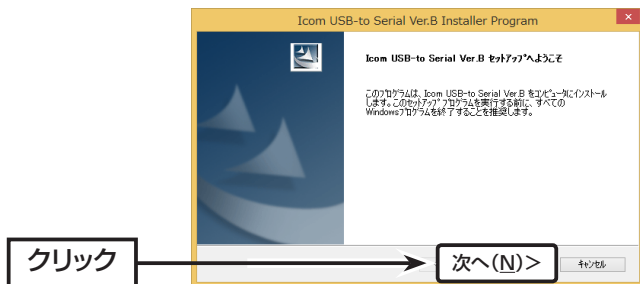 Icom USB-to Serial Ver.B Installer Program
×
Icom USB-to Serial Ver.B ｾｯﾄｱｯﾌﾟへようこそ
このﾌﾟﾛｸﾞﾗﾑは、Icom USB-to Serial Ver.B をｺﾝﾋﾟｭｰﾀにｲﾝｽﾄｰﾙ
します。このｾｯﾄｱｯﾌﾟ ﾌﾟﾛｸﾞﾗﾑを実行する前に、すべての
Windowsﾌﾟﾛｸﾞﾗﾑを終了することを推奨します。
クリック
次へ(N)>
ｷｬﾝｾﾙ